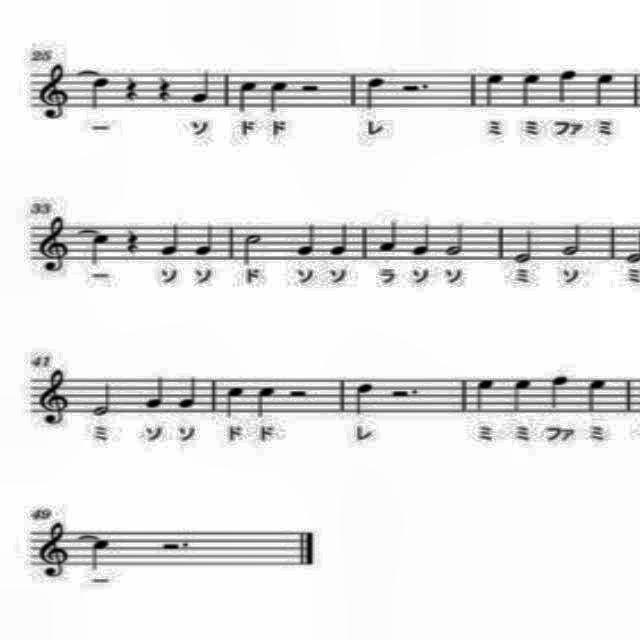 25
ー ソ ド ド レ ミ ミ ファ ミ
33
ー ソ ソ ド ソ ソ ラ ソ ソ ミ ソ ミ
41
ミ ソ ソ ド ド レ ミ ミ ファ ミ
49
ー